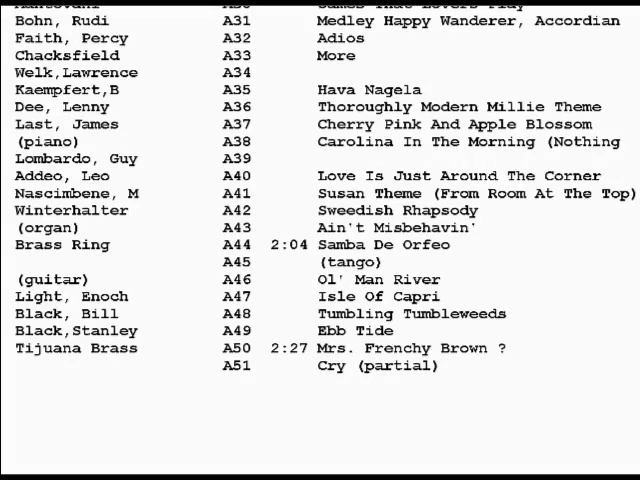 Bohn, Rudi A31 Medley Happy Wanderer, Accordian
Faith, Percy A32 Adios
Chacksfield A33 More
Welk,Lawrence A34
Kaempfert,B A35 Hava Nagela
Dee, Lenny A36 Thoroughly Modern Millie Theme
Last, James A37 Cherry Pink And Apple Blossom
(piano) A38 Carolina In The Morning (Nothing
Lombardo, Guy A39
Addeo, Leo A40 Love Is Just Around The Corner
Nascimbene, M A41 Susan Theme (From Room At The Top)
Winterhalter A42 Sweedish Rhapsody
(organ) A43 Ain't Misbehavin'
Brass Ring A44 2:04 Samba De Orfeo
A45 (tango)
(guitar) A46 Ol' Man River
Light, Enoch A47 Isle Of Capri
Black, Bill A48 Tumbling Tumbleweeds
Black,Stanley A49 Ebb Tide
Tijuana Brass A50 2:27 Mrs. Frenchy Brown ?
A51 Cry (partial)